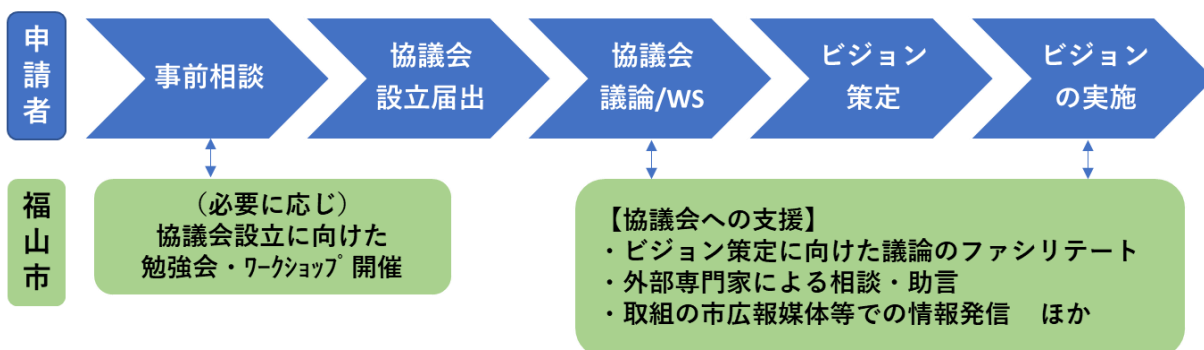 申請者
事前相談
協議会
設立届出
協議会
議論/WS
ビジョン
策定
ビジョン
の実施
福山市
（必要に応じ）
協議会設立に向けた
勉強会・ﾜｰｸｼｮｯﾌﾟ開催
【協議会への支援】
・ビジョン策定に向けた議論のファシリテート
・外部専門家による相談・助言
・取組の市広報媒体等での情報発信　ほか